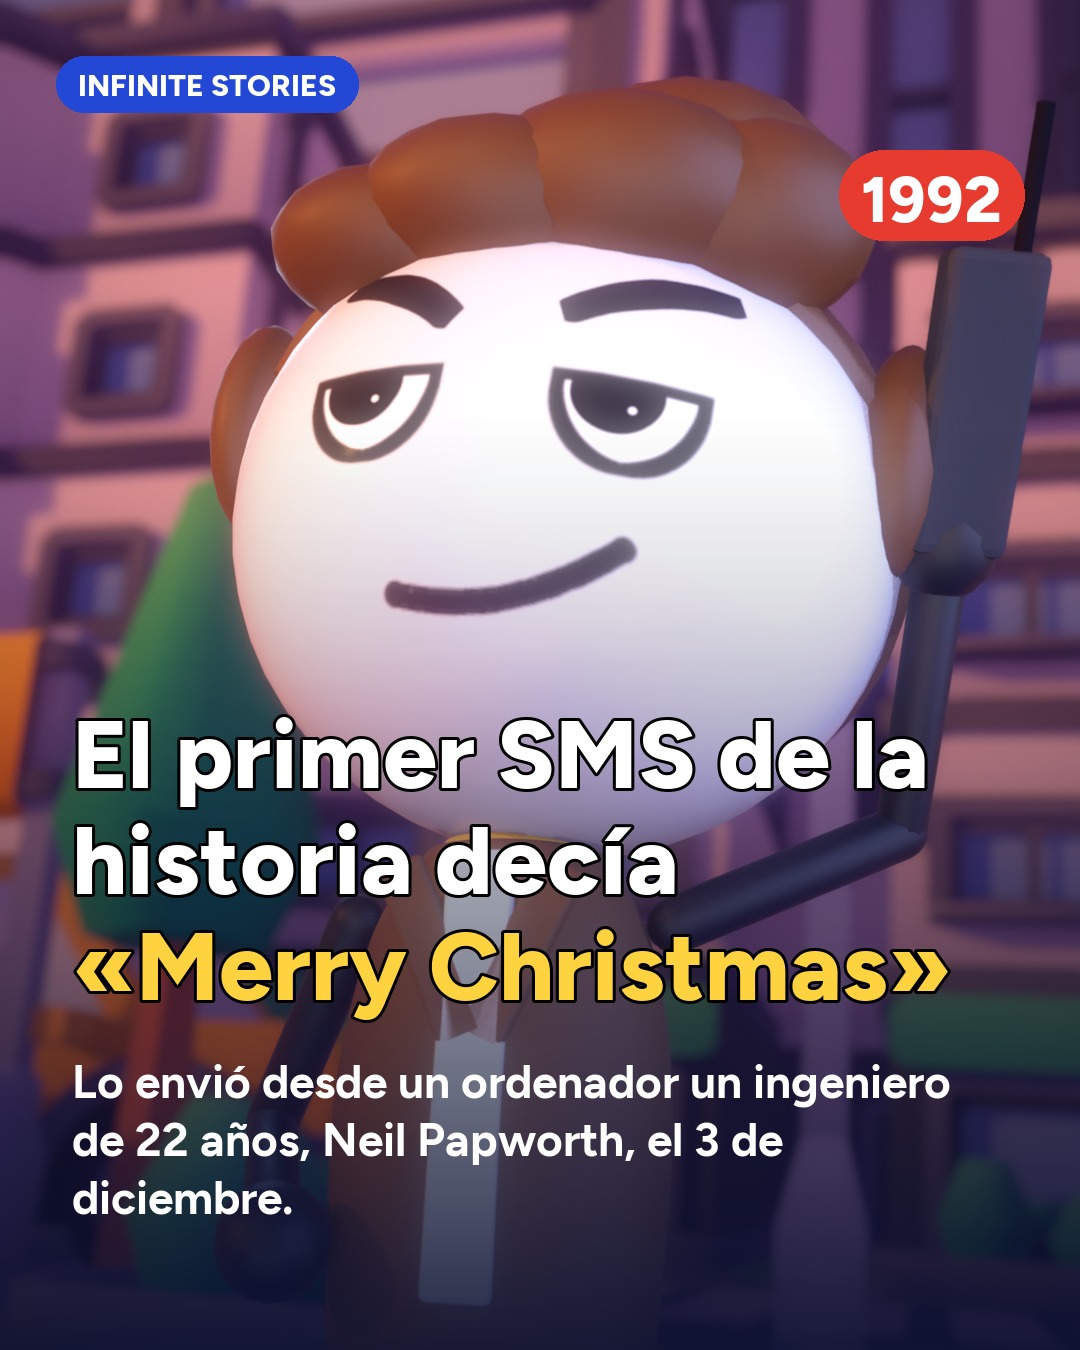 INFINITE STORIES
1992
El primer SMS de la
historia decía
«Merry Christmas»
Lo envió desde un ordenador un ingeniero
de 22 años, Neil Papworth, el 3 de
diciembre.